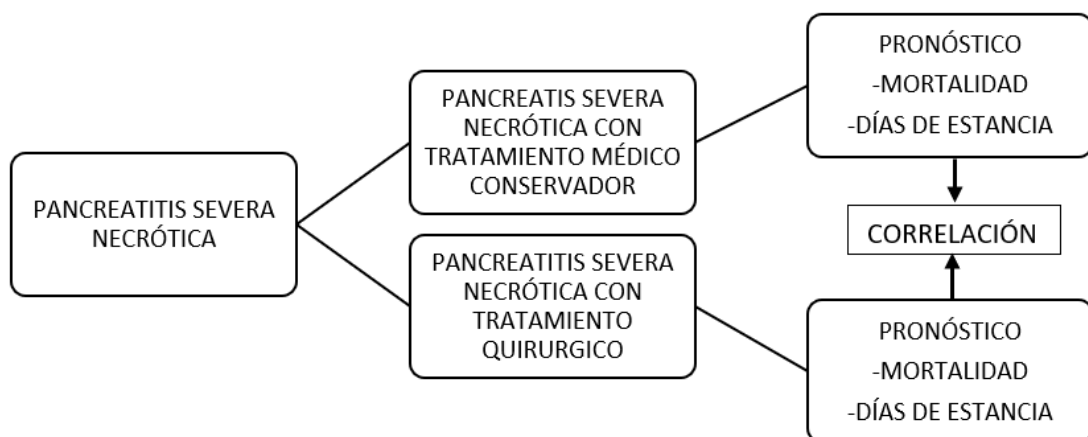 PANCREATITIS SEVERA
NECRÓTICA
PANCREATIS SEVERA
NECRÓTICA CON
TRATAMIENTO MÉDICO
CONSERVADOR
PANCREATITIS SEVERA
NECRÓTICA CON
TRATAMIENTO
QUIRURGICO
PRONÓSTICO
-MORTALIDAD
-DÍAS DE ESTANCIA
CORRELACIÓN
PRONÓSTICO
-MORTALIDAD
-DÍAS DE ESTANCIA